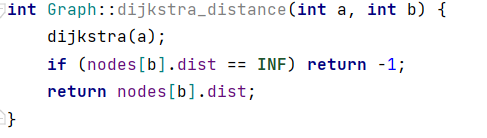 int Graph::dijkstra_distance(int a, int b) {
    dijkstra(a);
    if (nodes[b].dist == INF) return -1;
    return nodes[b].dist;
}